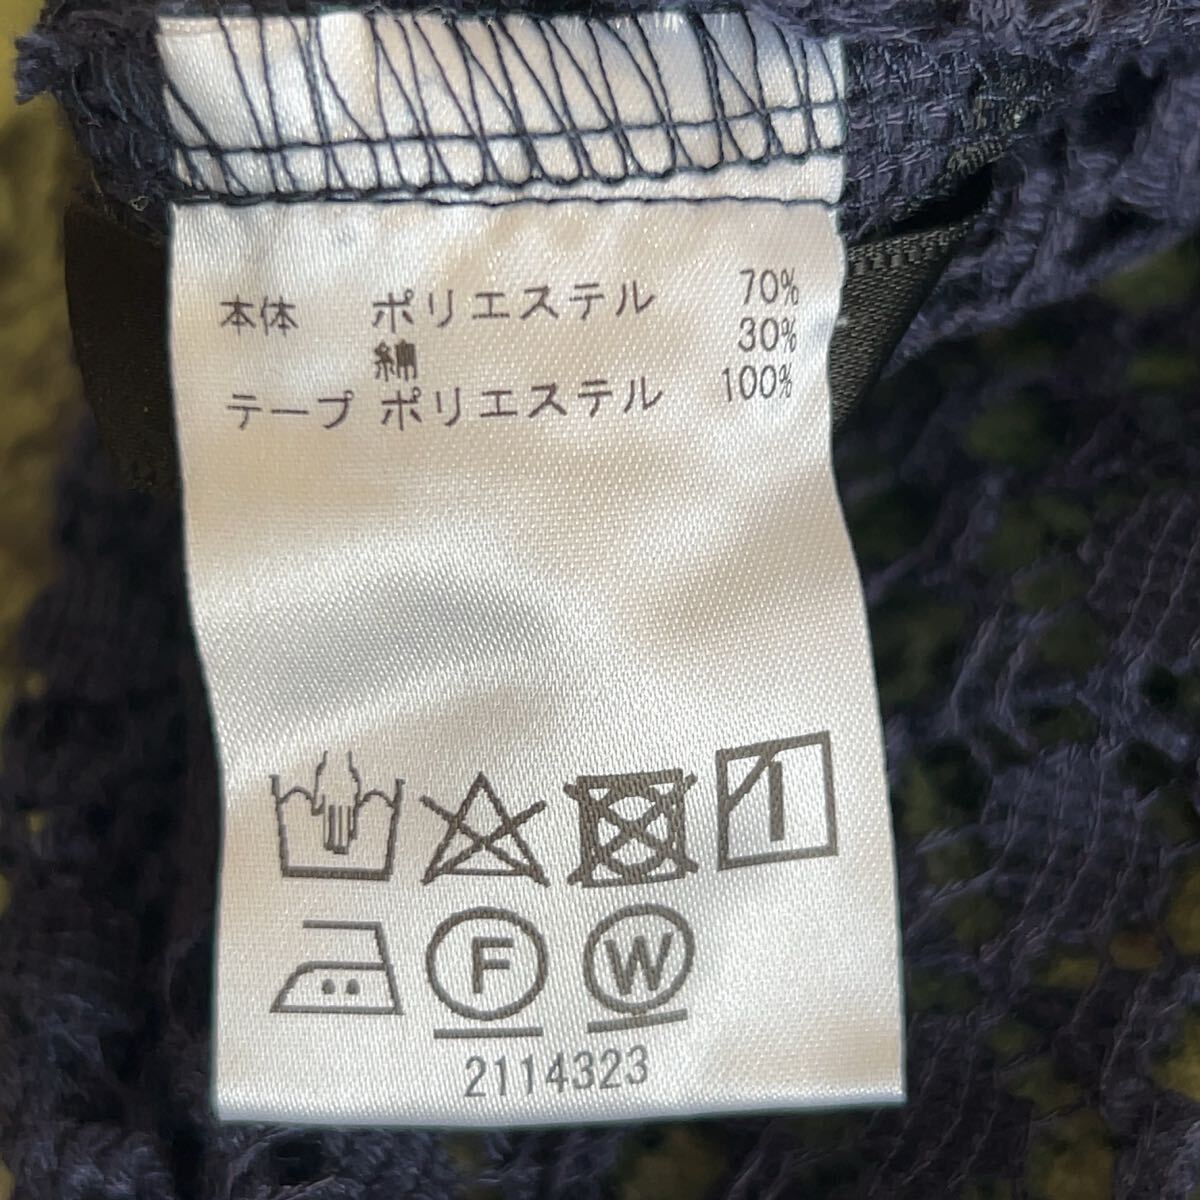 本体 ポリエステル 70%
綿 30%
テープ ポリエステル 100%
F W
2114323